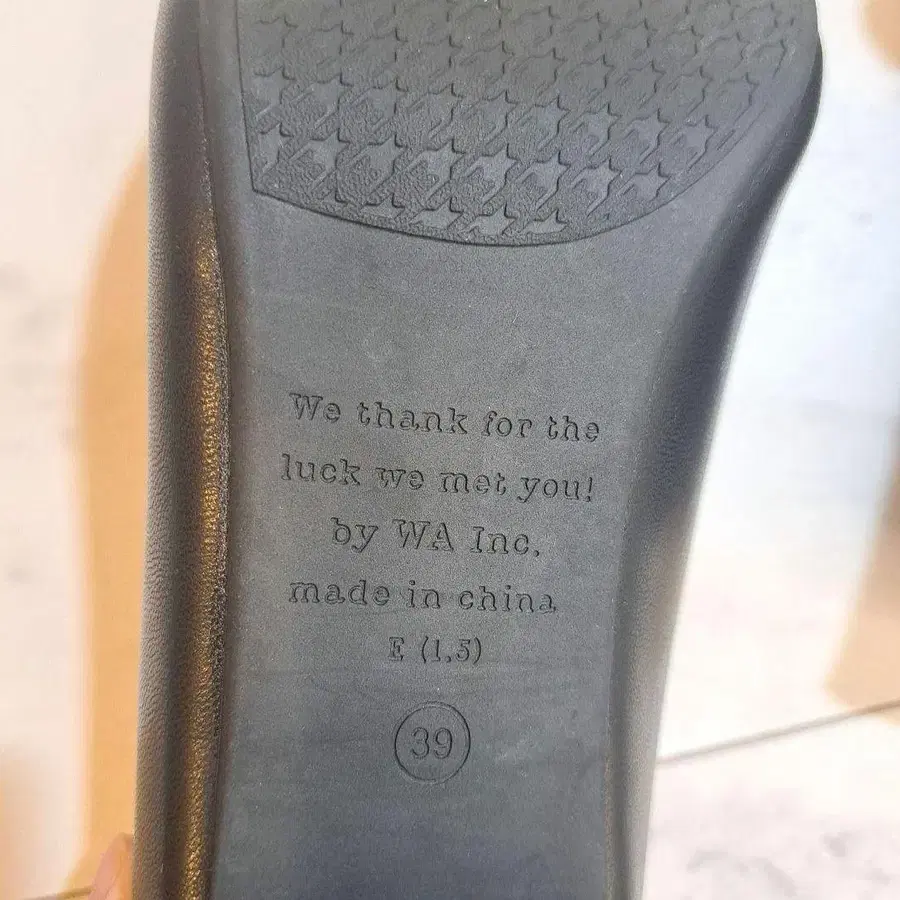 We thank for the
luck we met you!
by WA Inc.
made in china
E (1.5)
39